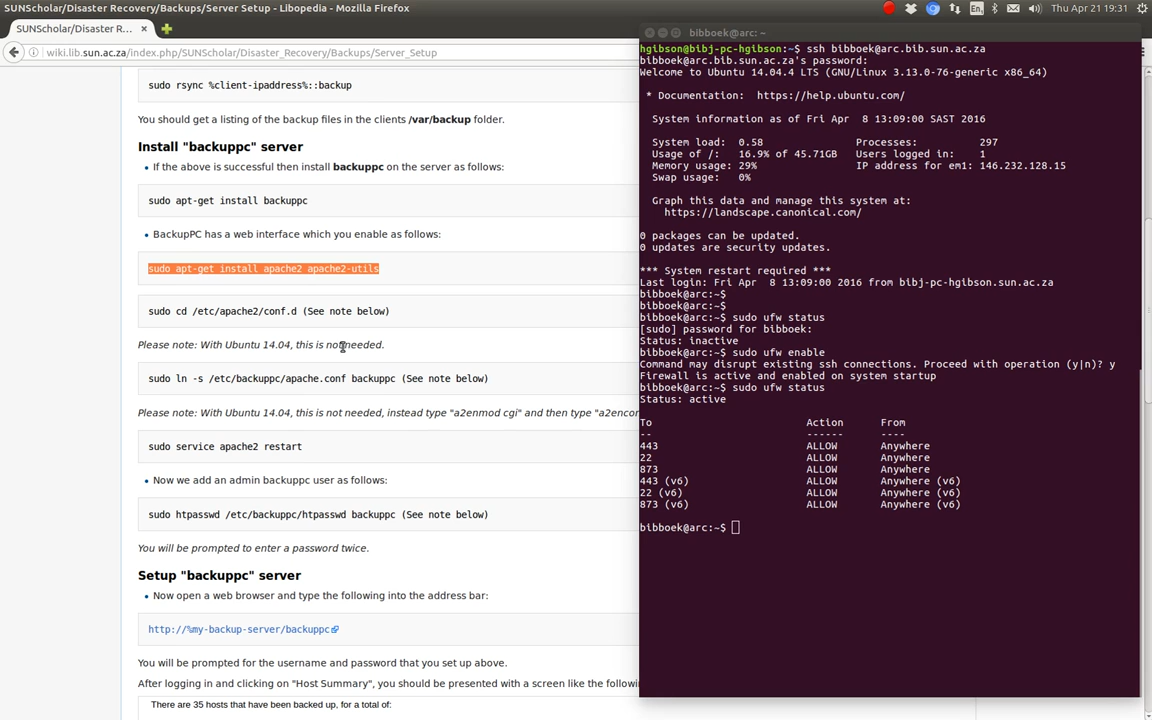 SUNScholar/Disaster Recovery/Backups/Server Setup - Libopedia - Mozilla Firefox
En
Thu Apr 21 19:31
SUNScholar/Disaster R...
wiki.lib.sun.ac.za/index.php/SUNScholar/Disaster_Recovery/Backups/Server_Setup
sudo rsync %client-ipaddress%::backup
You should get a listing of the backup files in the clients /var/backup folder.
Install "backuppc" server
If the above is successful then install backuppc on the server as follows:
sudo apt-get install backuppc
BackupPC has a web interface which you enable as follows:
sudo apt-get install apache2 apache2-utils
sudo cd /etc/apache2/conf.d (See note below)
Please note: With Ubuntu 14.04, this is not needed.
sudo ln -s /etc/backuppc/apache.conf backuppc (See note below)
Please note: With Ubuntu 14.04, this is not needed, instead type "a2enmod cgi" and then type "a2encon
sudo service apache2 restart
Now we add an admin backuppc user as follows:
sudo htpasswd /etc/backuppc/htpasswd backuppc (See note below)
You will be prompted to enter a password twice.
Setup "backuppc" server
Now open a web browser and type the following into the address bar:
http://%my-backup-server/backuppc
You will be prompted for the username and password that you set up above.
After logging in and clicking on "Host Summary", you should be presented with a screen like the followin
There are 35 hosts that have been backed up, for a total of:
bibboek@arc: ~
hgibson@bibj-pc-hgibson:~$ ssh bibboek@arc.bib.sun.ac.za
bibboek@arc.bib.sun.ac.za's password:
Welcome to Ubuntu 14.04.4 LTS (GNU/Linux 3.13.0-76-generic x86_64)
* Documentation: https://help.ubuntu.com/
System information as of Fri Apr 8 13:09:00 SAST 2016
System load: 0.58 Processes: 297
Usage of /: 16.9% of 45.71GB Users logged in: 1
Memory usage: 29% IP address for em1: 146.232.128.15
Swap usage: 0%
Graph this data and manage this system at:
https://landscape.canonical.com/
0 packages can be updated.
0 updates are security updates.
*** System restart required ***
Last login: Fri Apr 8 13:09:00 2016 from bibj-pc-hgibson.sun.ac.za
bibboek@arc:~$
bibboek@arc:~$
bibboek@arc:~$ sudo ufw status
[sudo] password for bibboek:
Status: inactive
bibboek@arc:~$ sudo ufw enable
Command may disrupt existing ssh connections. Proceed with operation (y|n)? y
Firewall is active and enabled on system startup
bibboek@arc:~$ sudo ufw status
Status: active
To Action From
-- ------ ----
443 ALLOW Anywhere
22 ALLOW Anywhere
873 ALLOW Anywhere
443 (v6) ALLOW Anywhere (v6)
22 (v6) ALLOW Anywhere (v6)
873 (v6) ALLOW Anywhere (v6)
bibboek@arc:~$